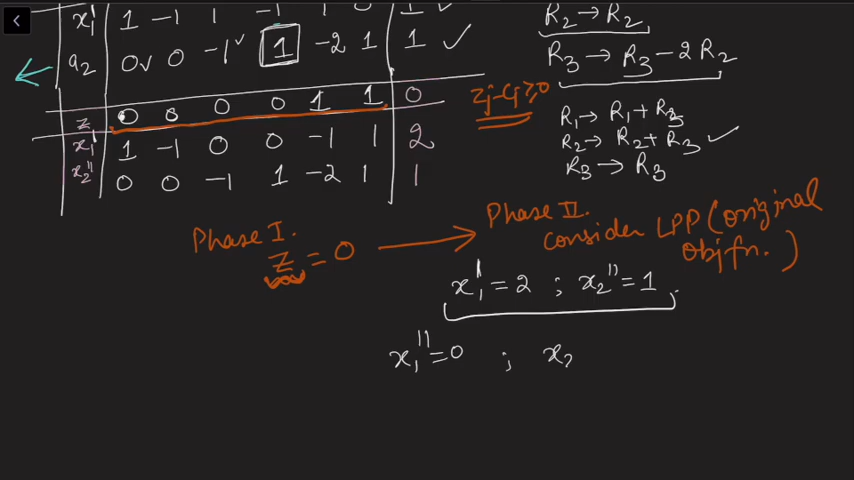 x₁' 1 -1 1 -1 1 0 1 ✓
a₂ 0✓ 0 -1✓ 1 -2 1 1 ✓
z 0 0 0 0 1 1 0
x₁' 1 -1 0 0 -1 1 2
x₂'' 0 0 -1 1 -2 1 1
R₂ → R₂
R₃ → R₃ - 2R₂
zj - cj ≥ 0
R₁ → R₁ + R₃
R₂ → R₂ + R₃ ✓
R₃ → R₃
Phase I.
z = 0 →
Phase II.
consider LPP (original
Obj fn.)
x₁' = 2 ; x₂'' = 1
x₁'' = 0 ; x₂